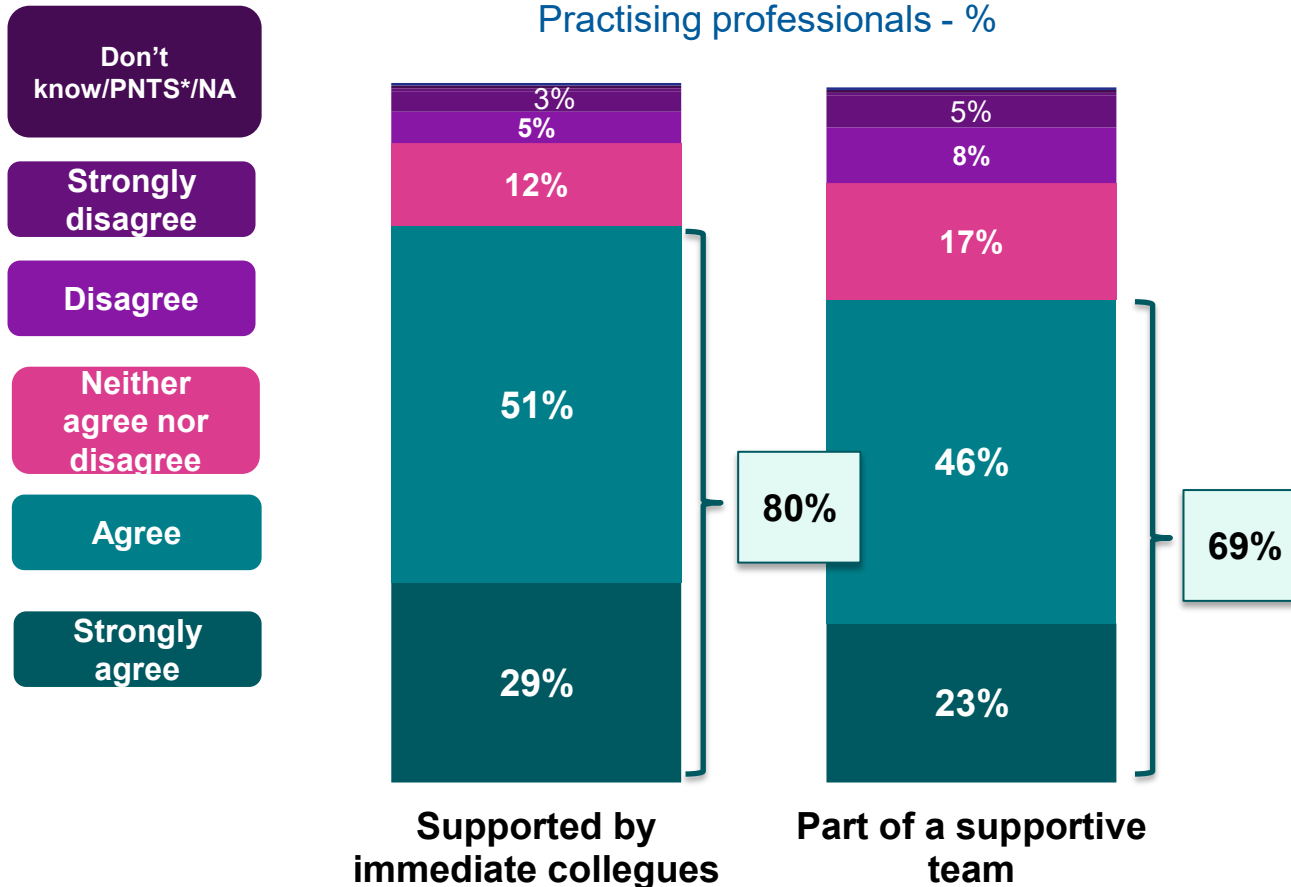 Practising professionals - %
Don't
know/PNTS*/NA
Strongly
disagree
Disagree
Neither
agree nor
disagree
Agree
Strongly
agree
3%
5%
12%
51%
29%
80%
5%
8%
17%
46%
23%
69%
Supported by
immediate collegues
Part of a supportive
team